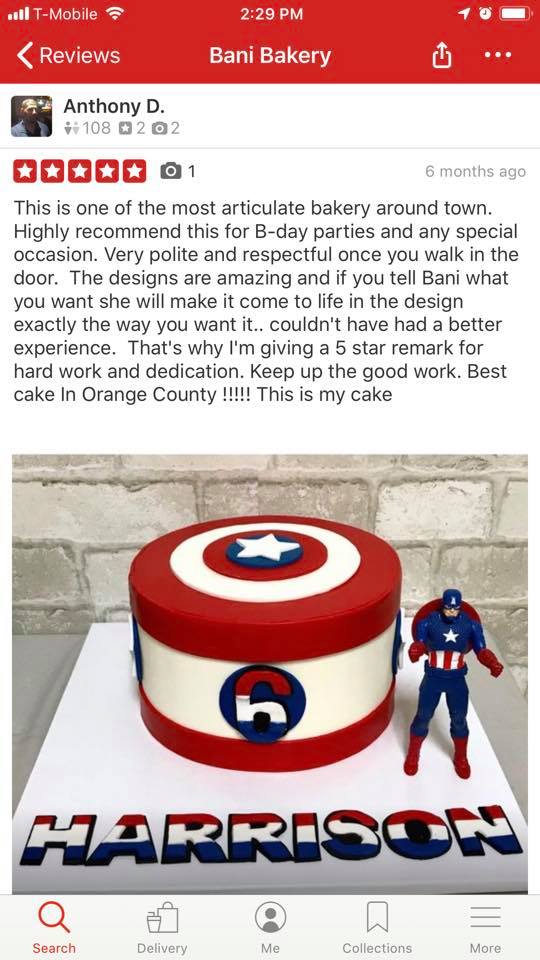 T-Mobile 2:29 PM
Reviews Bani Bakery
Anthony D.
108 2 2
1 6 months ago
This is one of the most articulate bakery around town.
Highly recommend this for B-day parties and any special
occasion. Very polite and respectful once you walk in the
door.  The designs are amazing and if you tell Bani what
you want she will make it come to life in the design
exactly the way you want it.. couldn't have had a better
experience.  That's why I'm giving a 5 star remark for
hard work and dedication. Keep up the good work. Best
cake In Orange County !!!!! This is my cake
A
6
HARRISON
Search Delivery Me Collections More